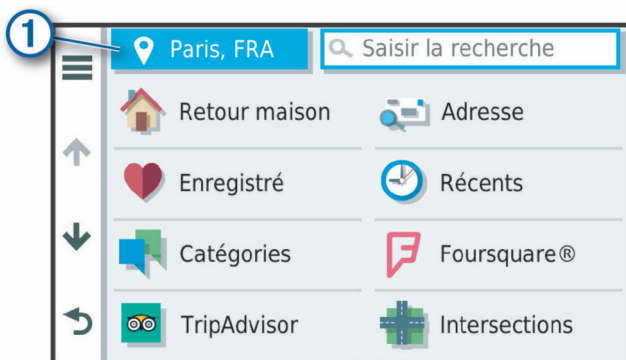 1
Paris, FRA
Saisir la recherche
Retour maison
Adresse
Enregistré
Récents
Catégories
Foursquare®
TripAdvisor
Intersections